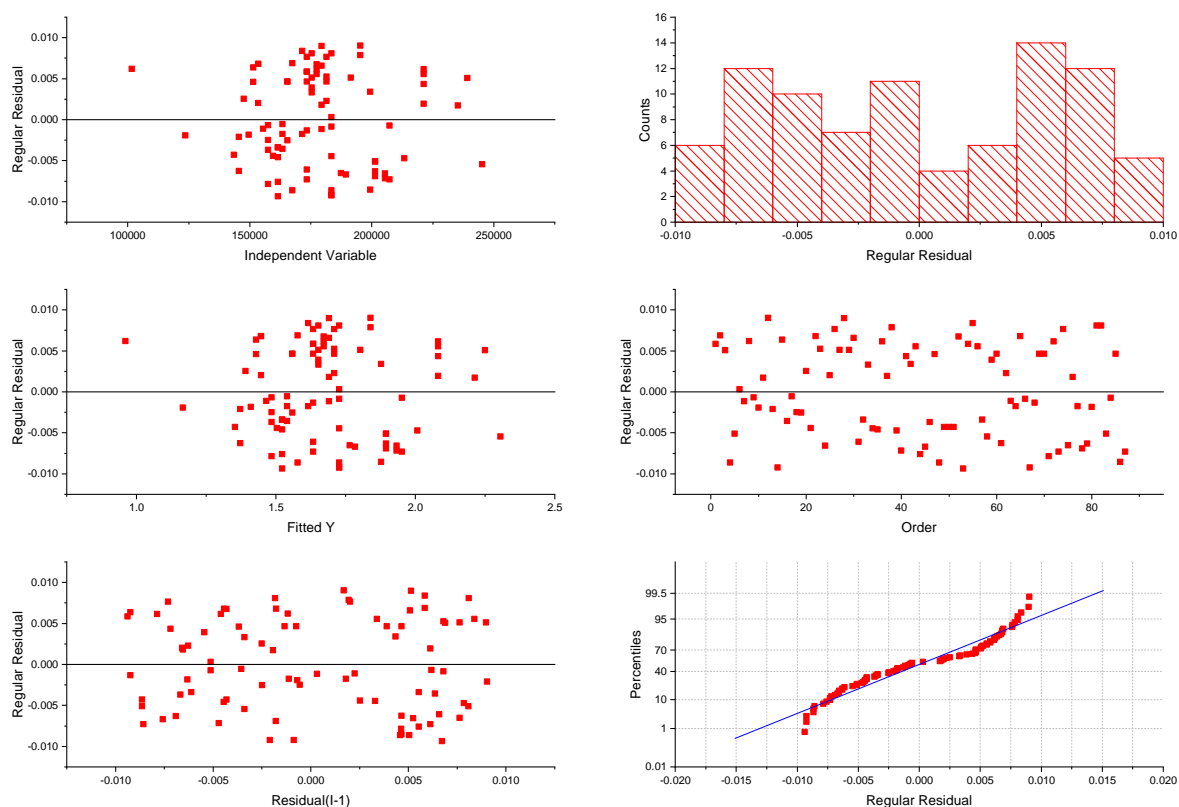 0.010
0.005
0.000
-0.005
-0.010
Regular Residual
100000 150000 200000 250000
Independent Variable
16
14
12
10
8
6
4
2
0
Counts
-0.010 -0.005 0.000 0.005 0.010
Regular Residual
0.010
0.005
0.000
-0.005
-0.010
Regular Residual
1.0 1.5 2.0 2.5
Fitted Y
0.010
0.005
0.000
-0.005
-0.010
Regular Residual
0 20 40 60 80
Order
0.010
0.005
0.000
-0.005
-0.010
Regular Residual
-0.010 -0.005 0.000 0.005 0.010
Residual(I-1)
99.5
95
70
40
10
1
0.01
Percentiles
-0.020 -0.015 -0.010 -0.005 0.000 0.005 0.010 0.015 0.020
Regular Residual